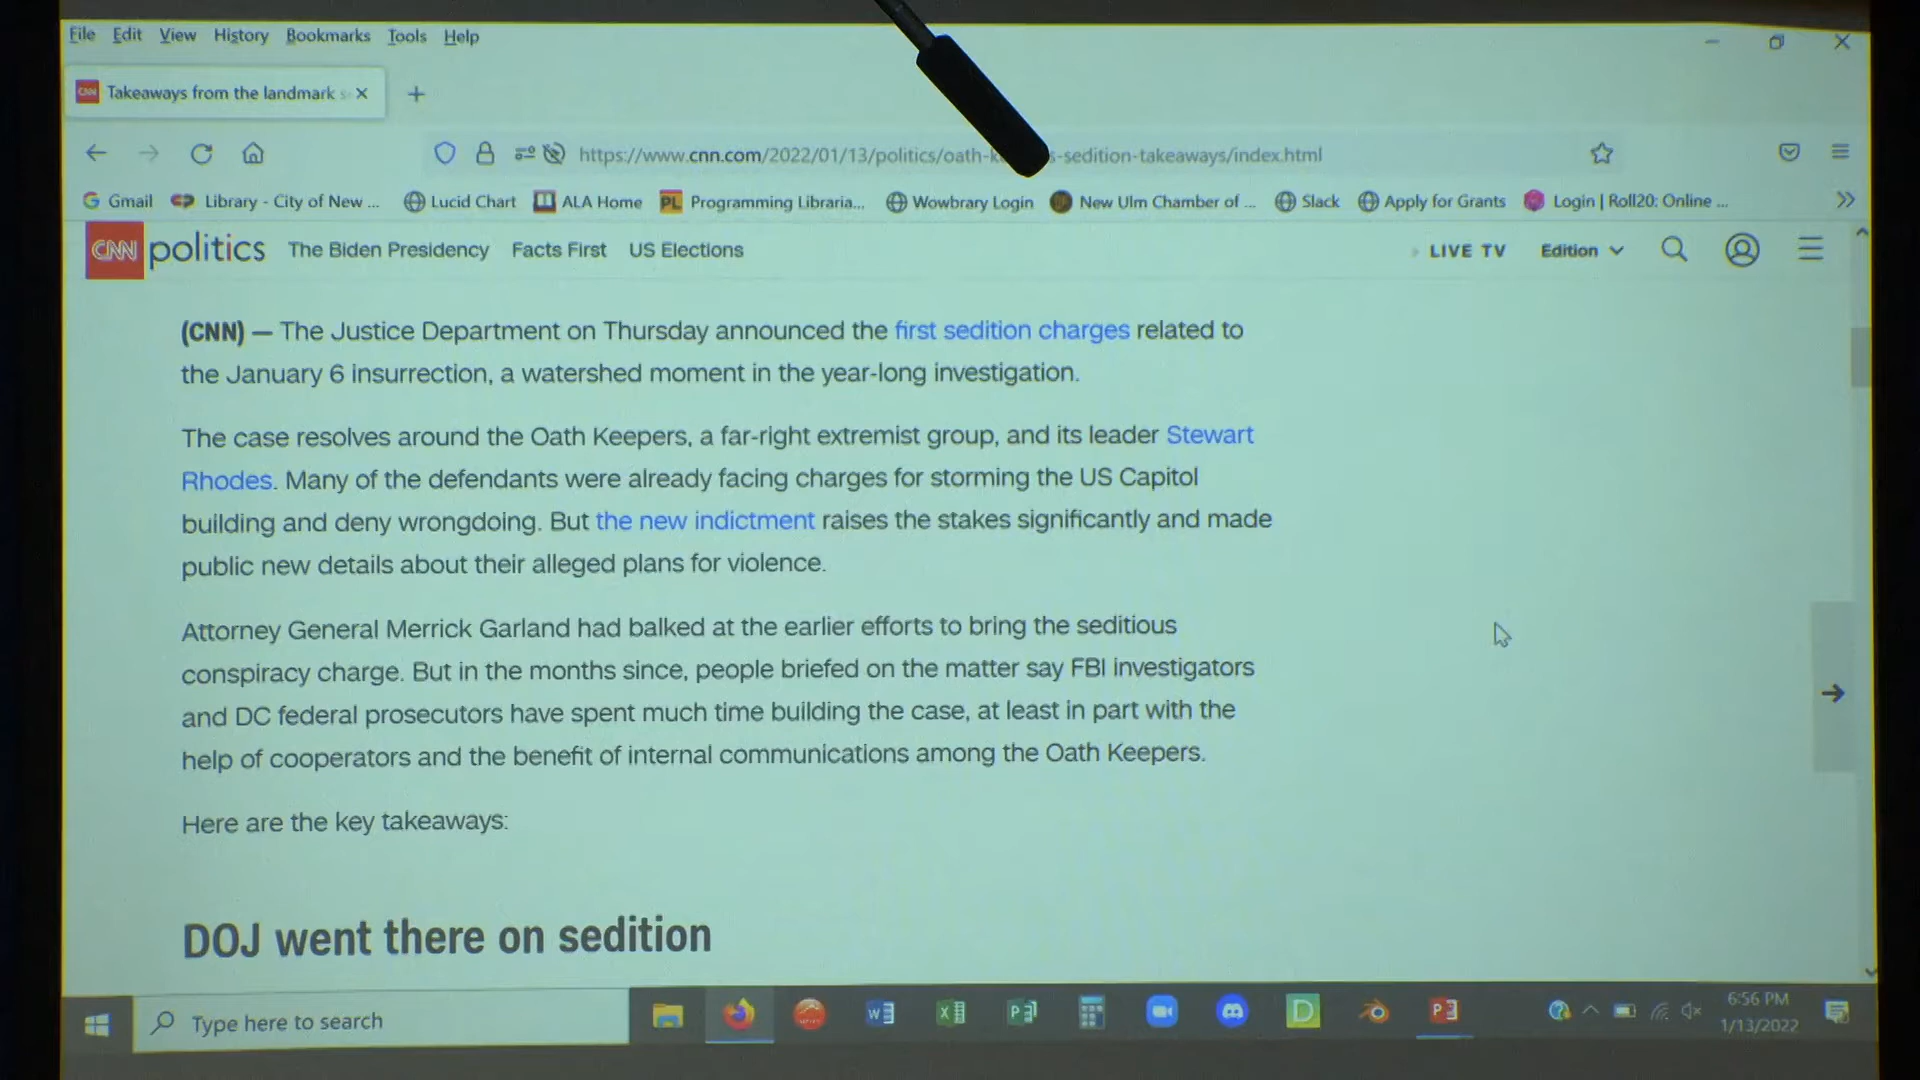 File Edit View History Bookmarks Tools Help
CNN Takeaways from the landmark s
https://www.cnn.com/2022/01/13/politics/oath-k s-sedition-takeaways/index.html
Gmail Library - City of New ... Lucid Chart ALA Home PL Programming Libraria... Wowbrary Login New Ulm Chamber of ... Slack Apply for Grants Login | Roll20: Online ...
CNN politics The Biden Presidency Facts First US Elections LIVE TV Edition
(CNN) — The Justice Department on Thursday announced the first sedition charges related to
the January 6 insurrection, a watershed moment in the year-long investigation.
The case resolves around the Oath Keepers, a far-right extremist group, and its leader Stewart
Rhodes. Many of the defendants were already facing charges for storming the US Capitol
building and deny wrongdoing. But the new indictment raises the stakes significantly and made
public new details about their alleged plans for violence.
Attorney General Merrick Garland had balked at the earlier efforts to bring the seditious
conspiracy charge. But in the months since, people briefed on the matter say FBI investigators
and DC federal prosecutors have spent much time building the case, at least in part with the
help of cooperators and the benefit of internal communications among the Oath Keepers.
Here are the key takeaways:
DOJ went there on sedition
Type here to search
6:56 PM
1/13/2022